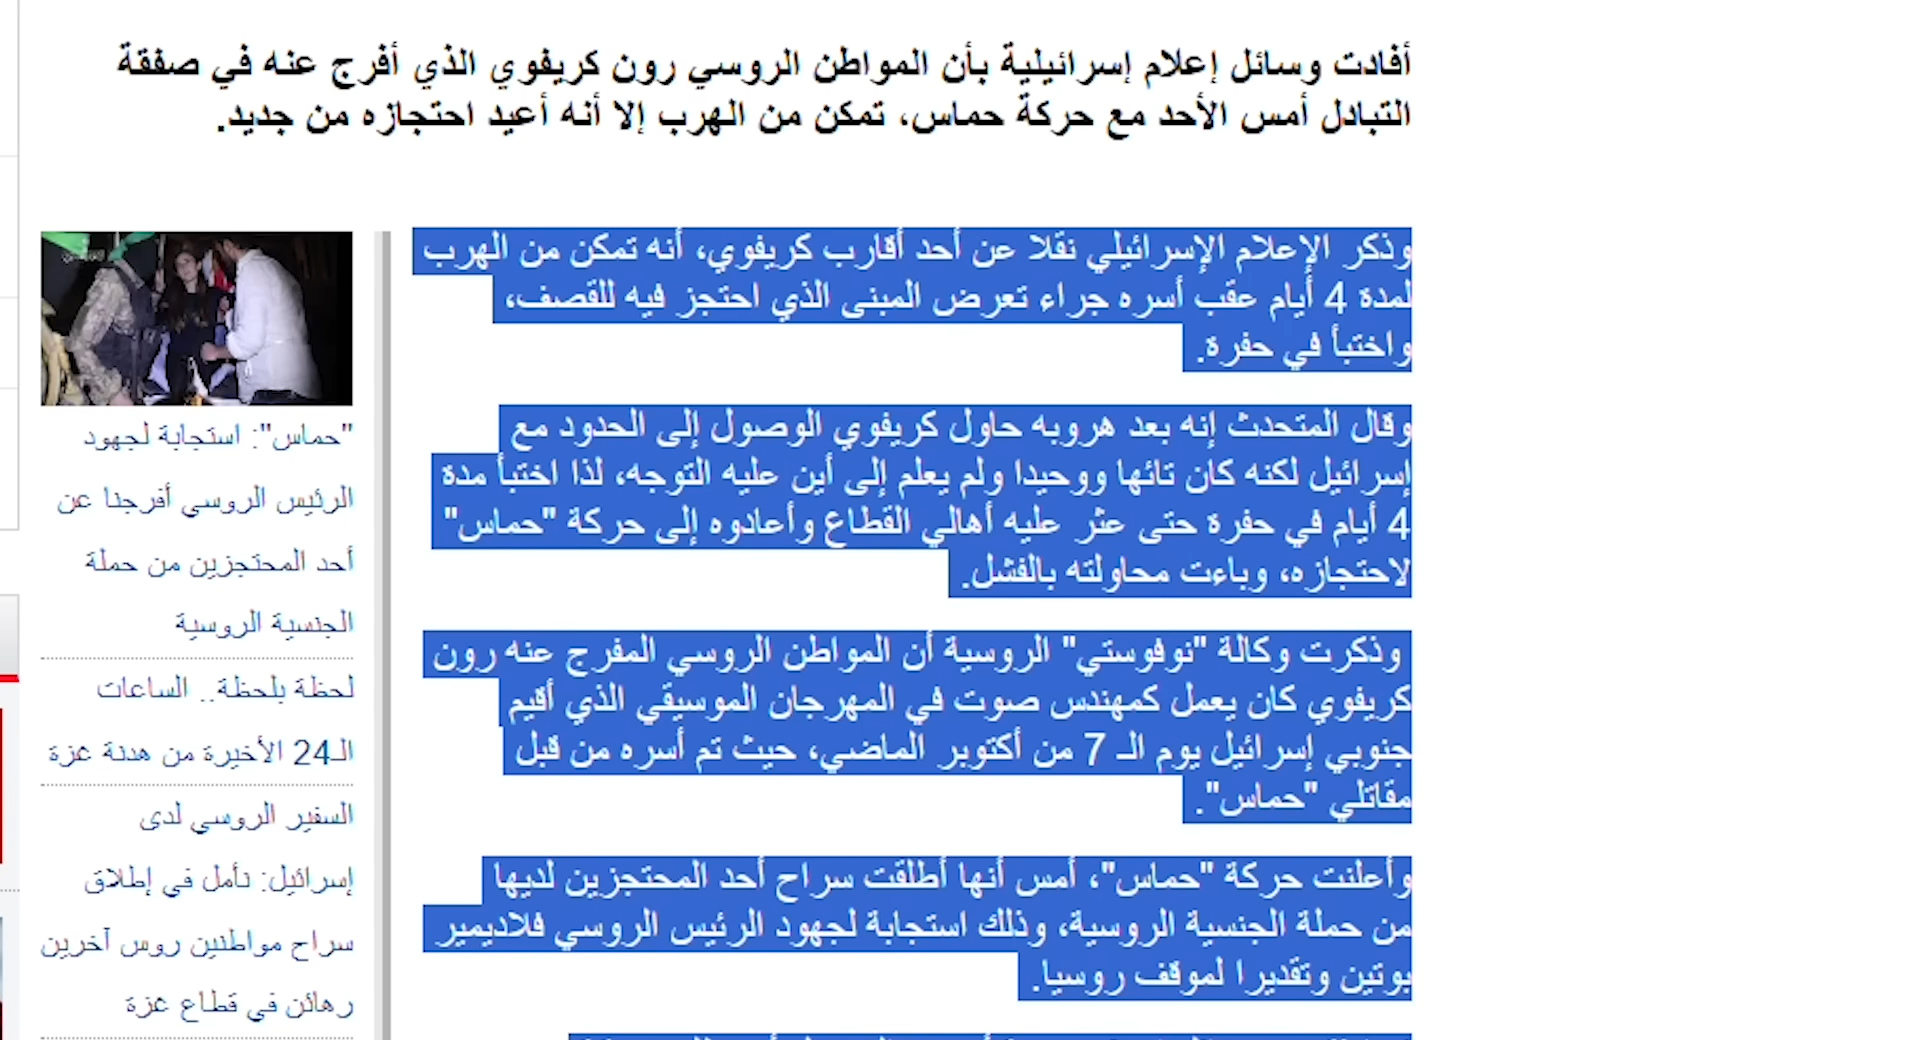 أفادت وسائل إعلام إسرائيلية بأن المواطن الروسي رون كريفوي الذي أفرج عنه في صفقة
التبادل أمس الأحد مع حركة حماس، تمكن من الهرب إلا أنه أعيد احتجازه من جديد.
وذكر الإعلام الإسرائيلي نقلا عن أحد أقارب كريفوي، أنه تمكن من الهرب
لمدة 4 أيام عقب أسره جراء تعرض المبنى الذي احتجز فيه للقصف،
واختبأ في حفرة.
وقال المتحدث إنه بعد هروبه حاول كريفوي الوصول إلى الحدود مع
إسرائيل لكنه كان تائها ووحيدا ولم يعلم إلى أين عليه التوجه، لذا اختبأ مدة
4 أيام في حفرة حتى عثر عليه أهالي القطاع وأعادوه إلى حركة "حماس"
لاحتجازه، وباءت محاولته بالفشل.
وذكرت وكالة "نوفوستي" الروسية أن المواطن الروسي المفرج عنه رون
كريفوي كان يعمل كمهندس صوت في المهرجان الموسيقي الذي أقيم
جنوبي إسرائيل يوم الـ 7 من أكتوبر الماضي، حيث تم أسره من قبل
مقاتلي "حماس".
وأعلنت حركة "حماس"، أمس أنها أطلقت سراح أحد المحتجزين لديها
من حملة الجنسية الروسية، وذلك استجابة لجهود الرئيس الروسي فلاديمير
بوتين وتقديرا لموقف روسيا.
"حماس": استجابة لجهود
الرئيس الروسي أفرجنا عن
أحد المحتجزين من حملة
الجنسية الروسية
لحظة بلحظة.. الساعات
الـ24 الأخيرة من هدنة غزة
السفير الروسي لدى
إسرائيل: نأمل في إطلاق
سراح مواطنين روس آخرين
رهائن في قطاع غزة